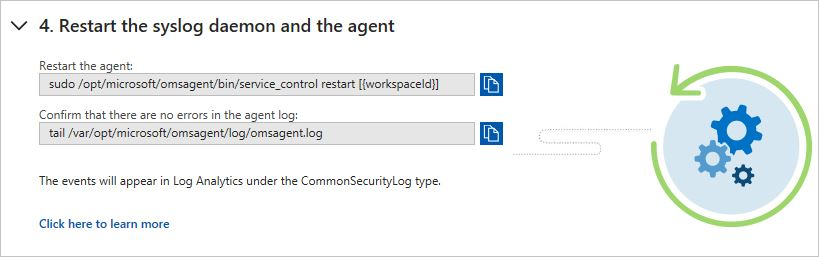 4. Restart the syslog daemon and the agent
Restart the agent:
sudo /opt/microsoft/omsagent/bin/service_control restart [{workspaceId}]
Confirm that there are no errors in the agent log:
tail /var/opt/microsoft/omsagent/log/omsagent.log
The events will appear in Log Analytics under the CommonSecurityLog type.
Click here to learn more